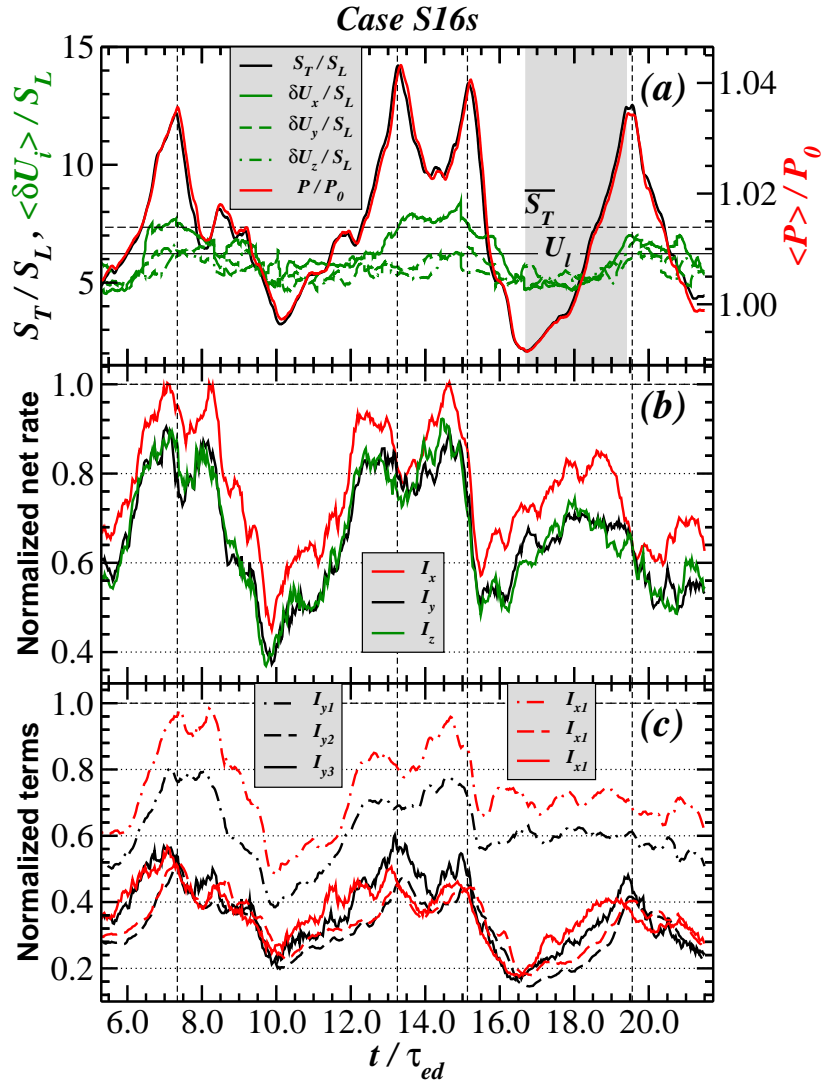 Case S16s
S_T / S_L , <δU_i> / S_L
15
10
5
S_T / S_L
δU_x / S_L
δU_y / S_L
δU_z / S_L
P / P_0
(a)
S̅_T̅
U_l
1.04
1.02
1.00
<P> / P_0
Normalized net rate
1.0
0.8
0.6
0.4
(b)
I_x
I_y
I_z
Normalized terms
1.0
0.8
0.6
0.4
0.2
I_y1
I_y2
I_y3
I_x1
I_x1
I_x1
(c)
6.0 8.0 10.0 12.0 14.0 16.0 18.0 20.0
t / τ_ed